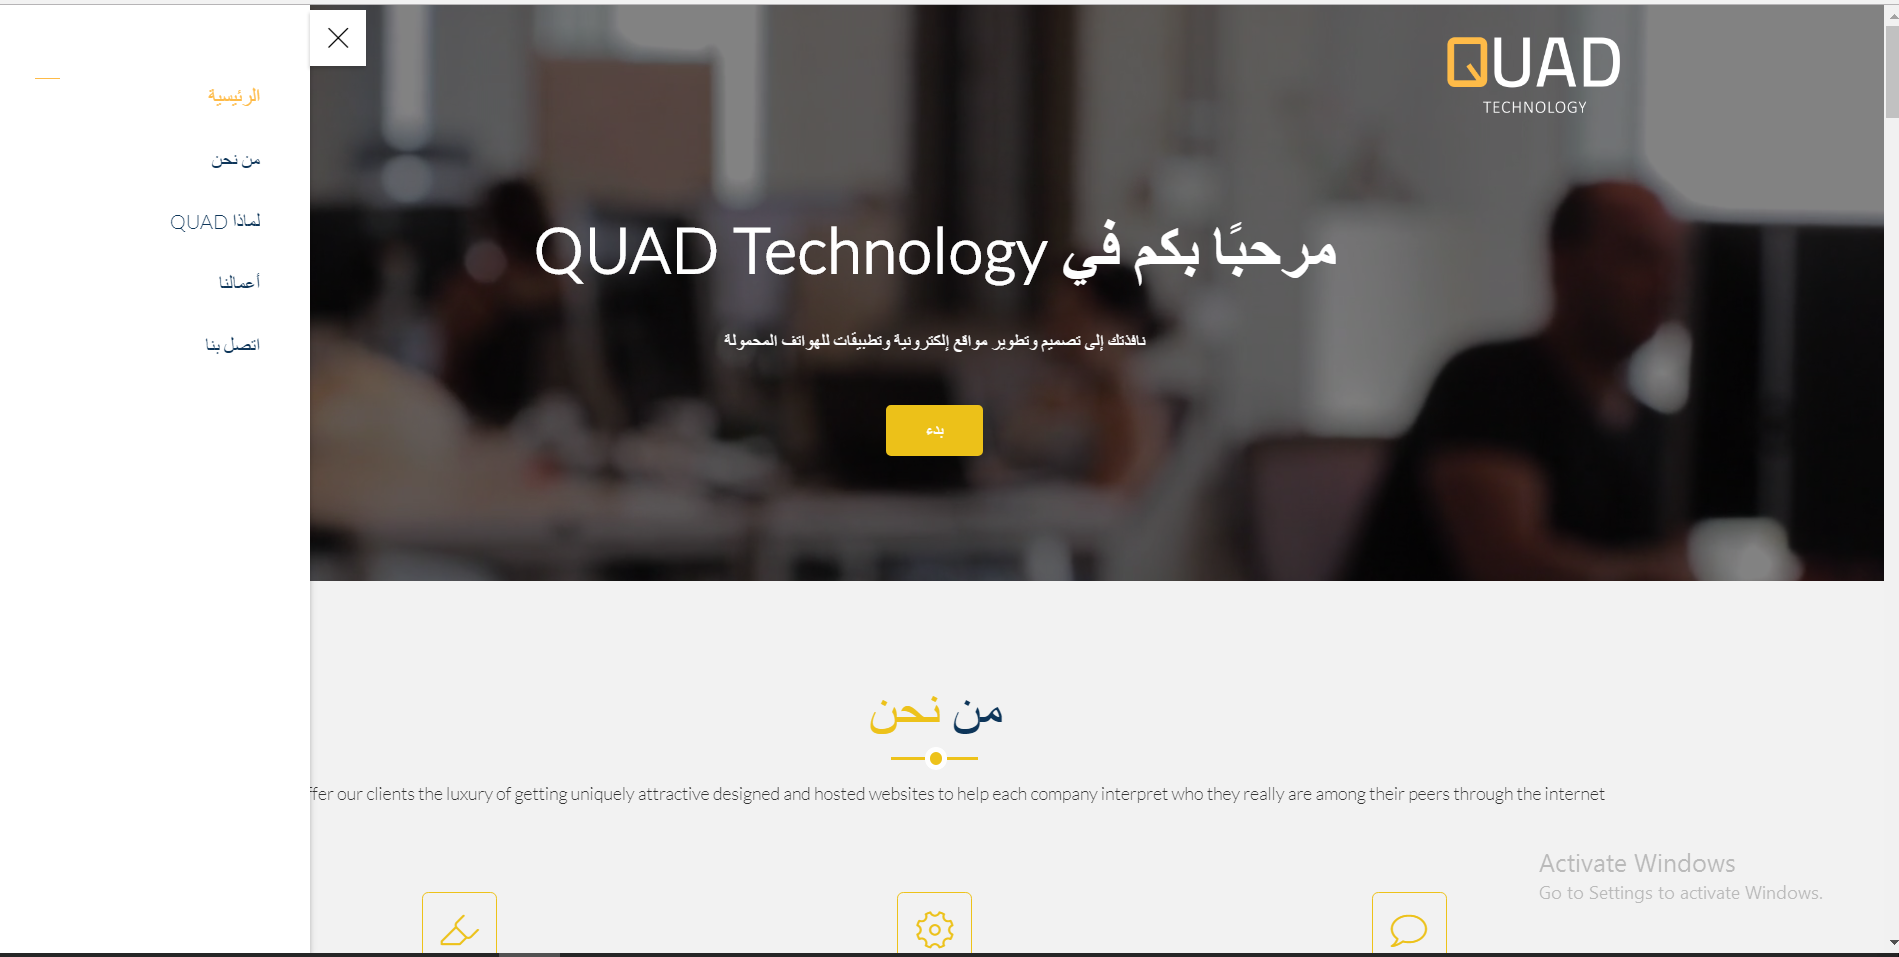 الرئيسية
من نحن
لماذا QUAD
أعمالنا
اتصل بنا
QUAD
TECHNOLOGY
مرحبًا بكم في QUAD Technology
نافذتك إلى تصميم وتطوير مواقع إلكترونية وتطبيقات للهواتف المحمولة
بدء
من نحن
our clients the luxury of getting uniquely attractive designed and hosted websites to help each company interpret who they really are among their peers through the internet
Activate Windows
Go to Settings to activate Windows.